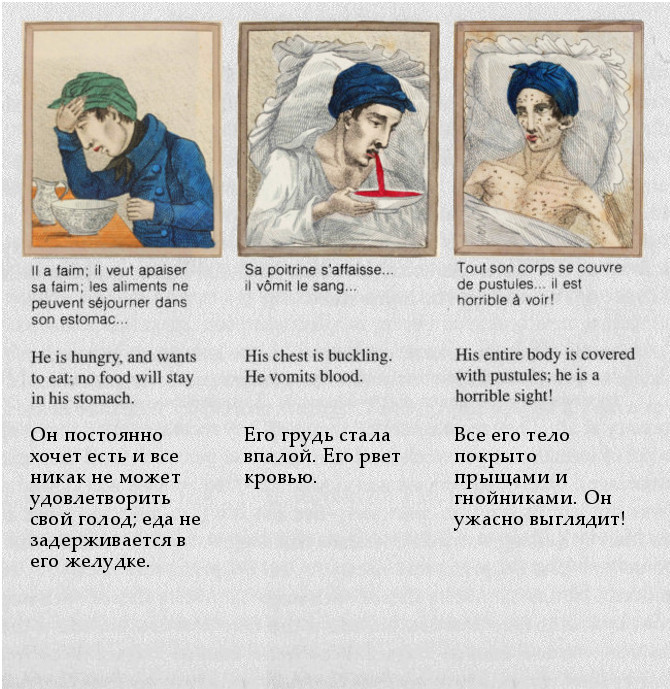 Il a faim; il veut apaiser
sa faim; les aliments ne
peuvent séjourner dans
son estomac...
He is hungry, and wants
to eat; no food will stay
in his stomach.
Он постоянно
хочет есть и все
никак не может
удовлетворить
свой голод; еда не
задерживается в
его желудке.
Sa poitrine s'affaisse...
il vômit le sang...
His chest is buckling.
He vomits blood.
Его грудь стала
впалой. Его рвет
кровью.
Tout son corps se couvre
de pustules... il est
horrible à voir!
His entire body is covered
with pustules; he is a
horrible sight!
Все его тело
покрыто
прыщами и
гнойниками. Он
ужасно выглядит!